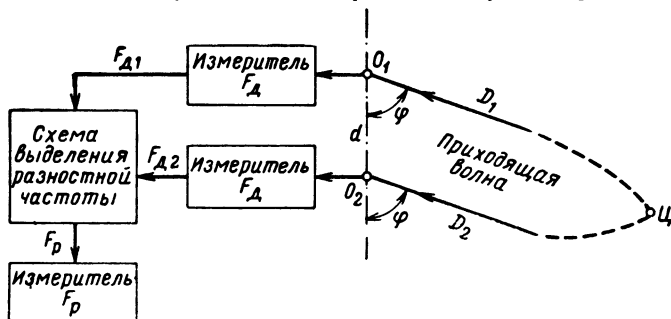 F_Д1
Измеритель
F_Д
O_1
D_1
φ
d
Схема
выделения
разностной
частоты
F_Д2
Измеритель
F_Д
O_2
φ
D_2
Приходящая
волна
Ц
F_р
Измеритель
F_р